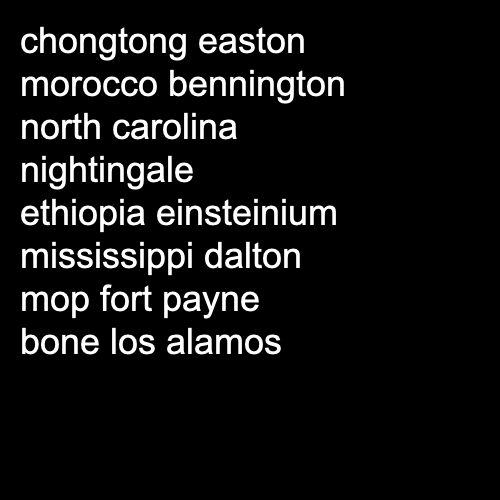 chongtong easton
morocco bennington
north carolina
nightingale
ethiopia einsteinium
mississippi dalton
mop fort payne
bone los alamos